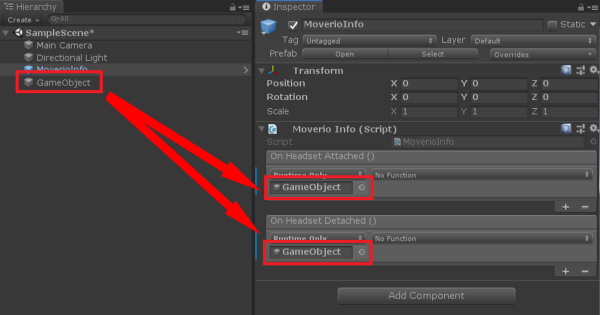 Hierarchy
Create
All
SampleScene*
Main Camera
Directional Light
MoverioInfo
GameObject
Inspector
MoverioInfo
Static
Tag
Untagged
Layer
Default
Prefab
Open
Select
Overrides
Transform
Position
X
0
Y
0
Z
0
Rotation
X
0
Y
0
Z
0
Scale
X
1
Y
1
Z
1
Moverio Info (Script)
Script
MoverioInfo
On Headset Attached ()
Runtime Only
No Function
GameObject
+ −
On Headset Detached ()
Runtime Only
No Function
GameObject
+ −
Add Component